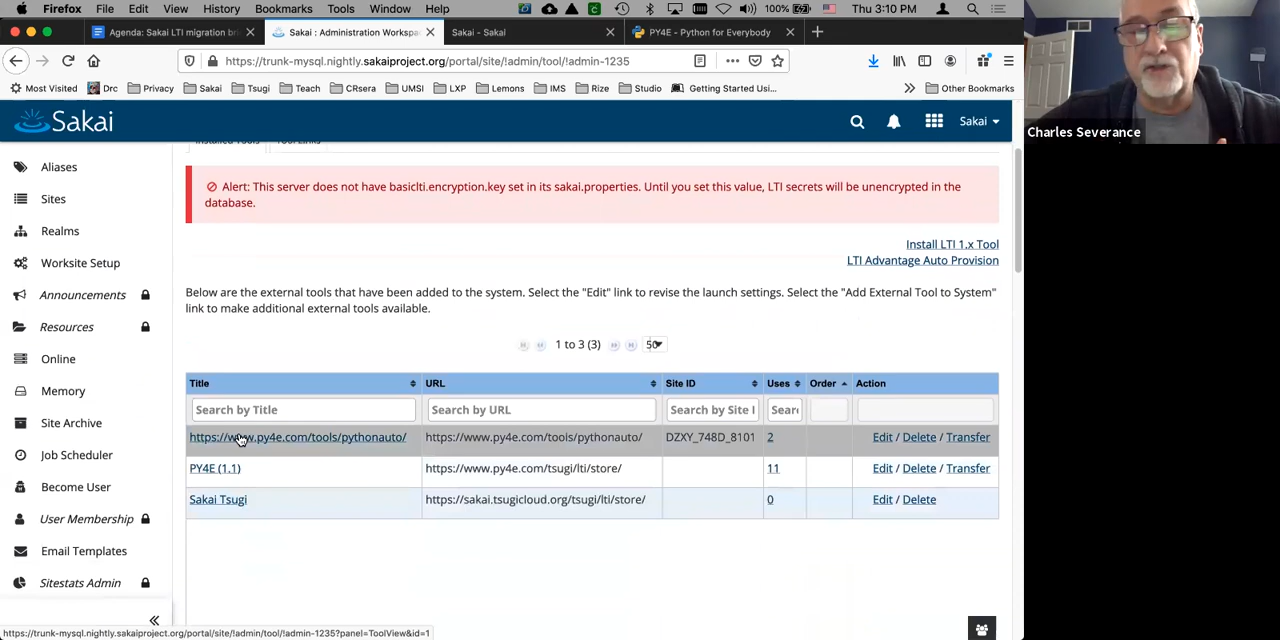 Firefox File Edit View History Bookmarks Tools Window Help 100% Thu 3:10 PM
Agenda: Sakai LTI migration bri Sakai : Administration Workspa Sakai - Sakai PY4E - Python for Everybody
https://trunk-mysql.nightly.sakaiproject.org/portal/site/!admin/tool/!admin-1235
Most Visited Drc Privacy Sakai Tsugi Teach CRsera UMSI LXP Lemons IMS Rize Studio Getting Started Usi... Other Bookmarks
Charles Severance
Sakai Sakai
Installed Tools Tool Links
Aliases
Sites
Realms
Worksite Setup
Announcements
Resources
Online
Memory
Site Archive
Job Scheduler
Become User
User Membership
Email Templates
Sitestats Admin
Alert: This server does not have basiclti.encryption.key set in its sakai.properties. Until you set this value, LTI secrets will be unencrypted in the
database.
Install LTI 1.x Tool
LTI Advantage Auto Provision
Below are the external tools that have been added to the system. Select the "Edit" link to revise the launch settings. Select the "Add External Tool to System"
link to make additional external tools available.
1 to 3 (3) 50
Title URL Site ID Uses Order Action
Search by Title Search by URL Search by Site I Sear
https://www.py4e.com/tools/pythonauto/ https://www.py4e.com/tools/pythonauto/ DZXY_748D_8101 2 Edit / Delete / Transfer
PY4E (1.1) https://www.py4e.com/tsugi/lti/store/ 11 Edit / Delete / Transfer
Sakai Tsugi https://sakai.tsugicloud.org/tsugi/lti/store/ 0 Edit / Delete
https://trunk-mysql.nightly.sakaiproject.org/portal/site/!admin/tool/!admin-1235?panel=ToolView&id=1